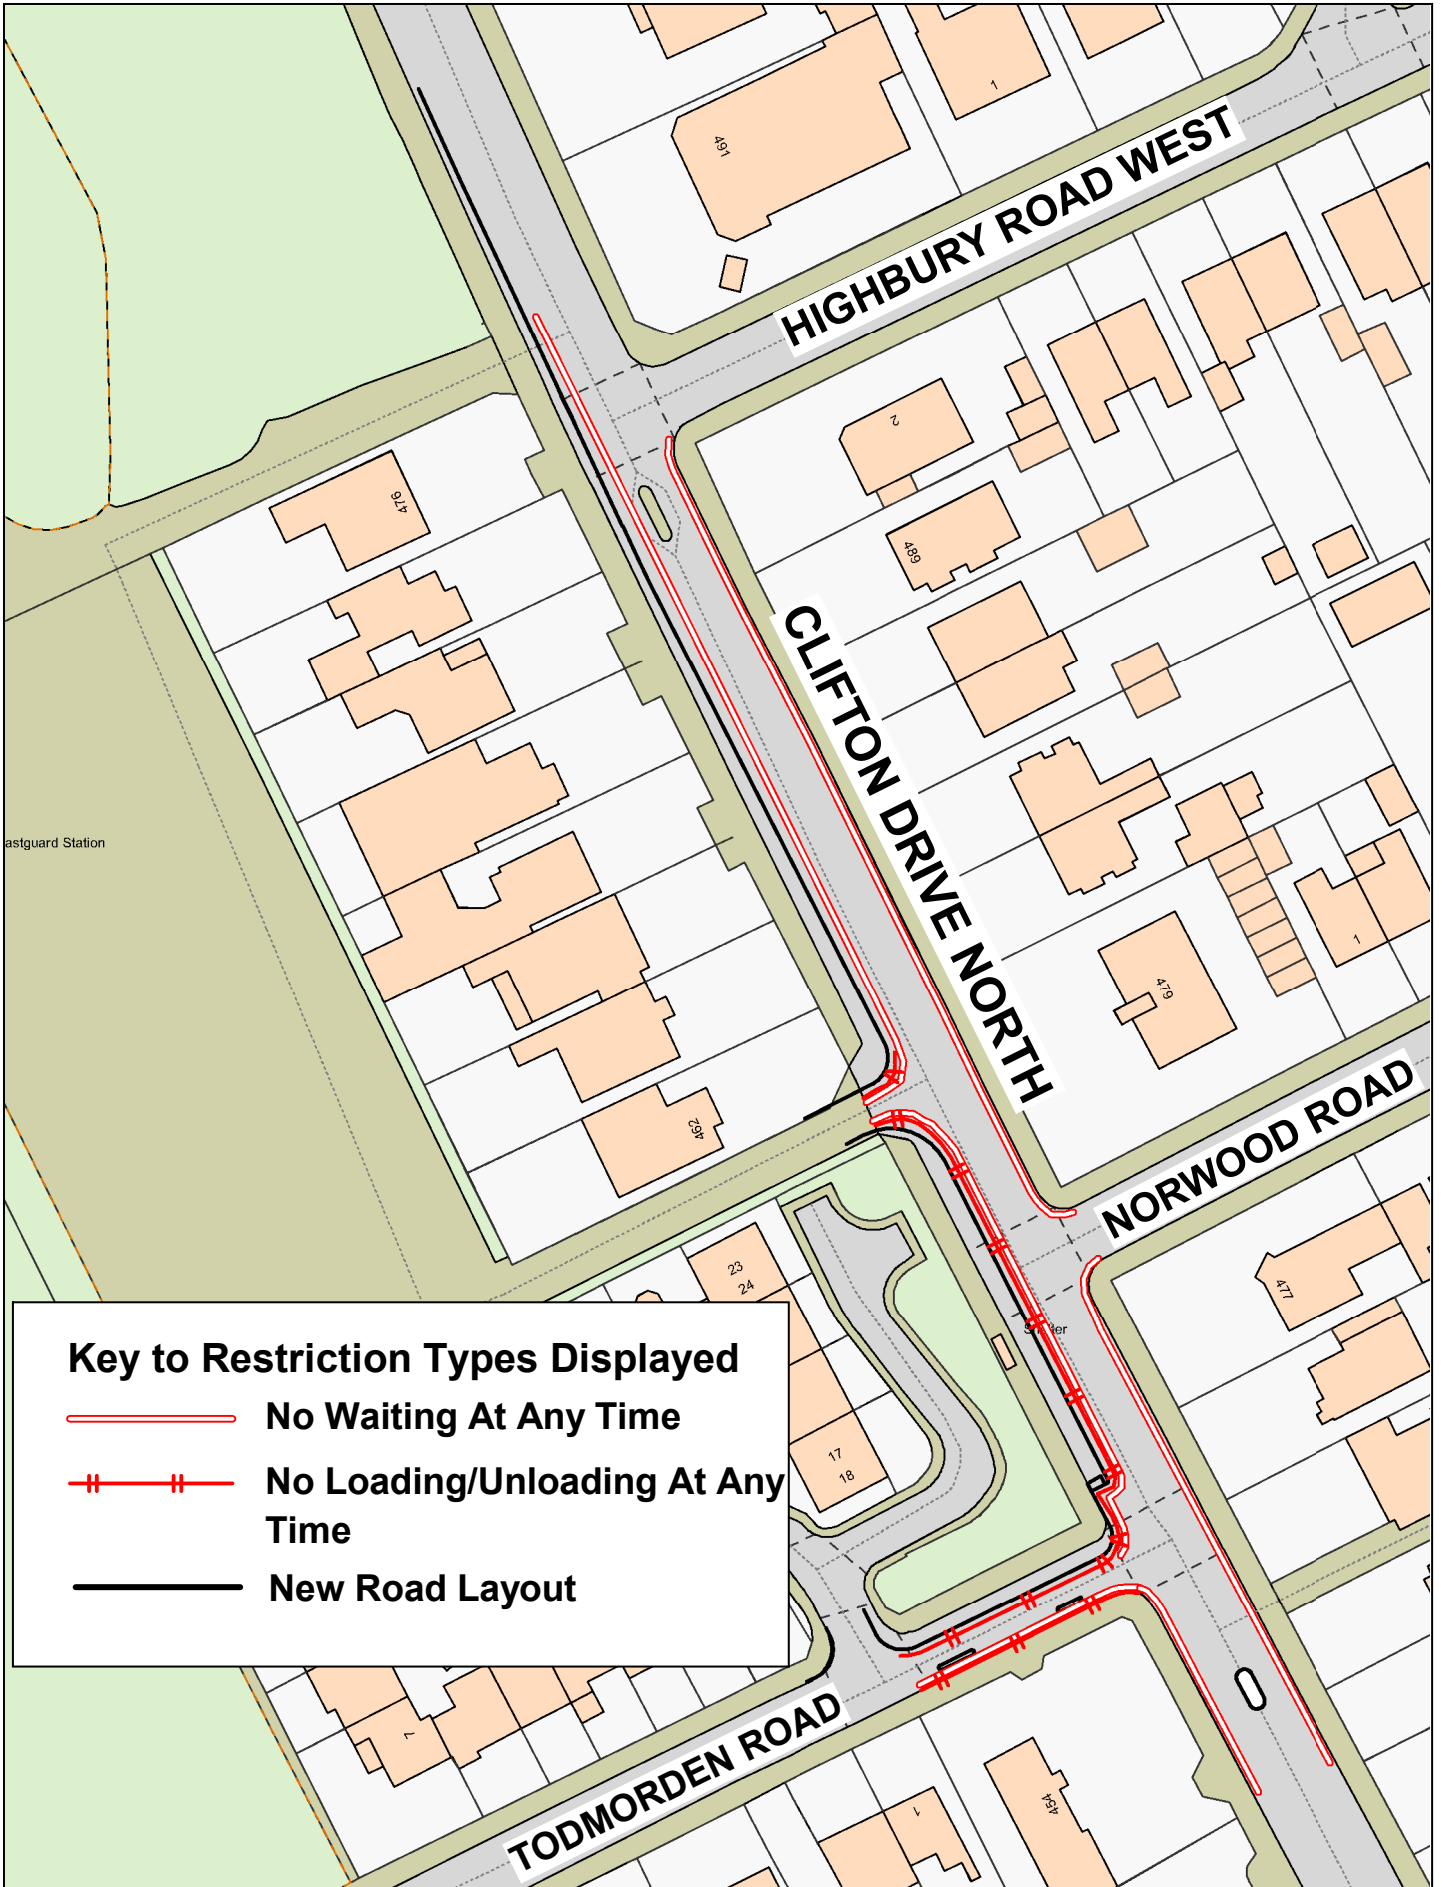 1
491
HIGHBURY ROAD WEST
2
476
489
CLIFTON DRIVE NORTH
astguard Station
1
479
462
NORWOOD ROAD
23
24
477
17
18
Key to Restriction Types Displayed
No Waiting At Any Time
No Loading/Unloading At Any
Time
New Road Layout
7
TODMORDEN ROAD
1
454